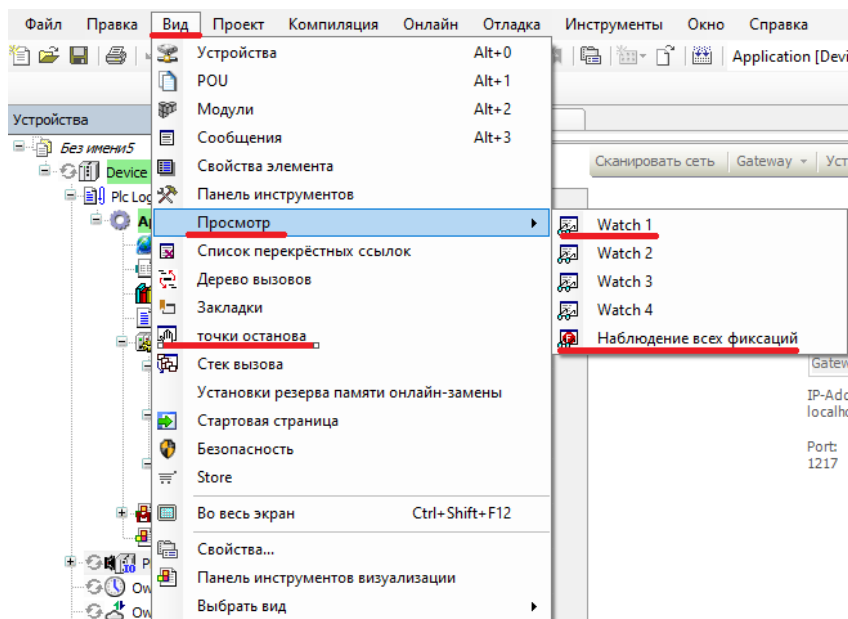 Файл Правка Вид Проект Компиляция Онлайн Отладка Инструменты Окно Справка
Application [Devi
Устройства
Без имени5
Device
Plc Log
Ap
P
Ow
Ow
Устройства Alt+0
POU Alt+1
Модули Alt+2
Сообщения Alt+3
Свойства элемента
Панель инструментов
Просмотр
Список перекрёстных ссылок
Дерево вызовов
Закладки
точки останова
Стек вызова
Установки резерва памяти онлайн-замены
Стартовая страница
Безопасность
Store
Во весь экран Ctrl+Shift+F12
Свойства...
Панель инструментов визуализации
Выбрать вид
Сканировать сеть Gateway Уст
Watch 1
Watch 2
Watch 3
Watch 4
Наблюдение всех фиксаций
Gatew
IP-Add
localho
Port:
1217